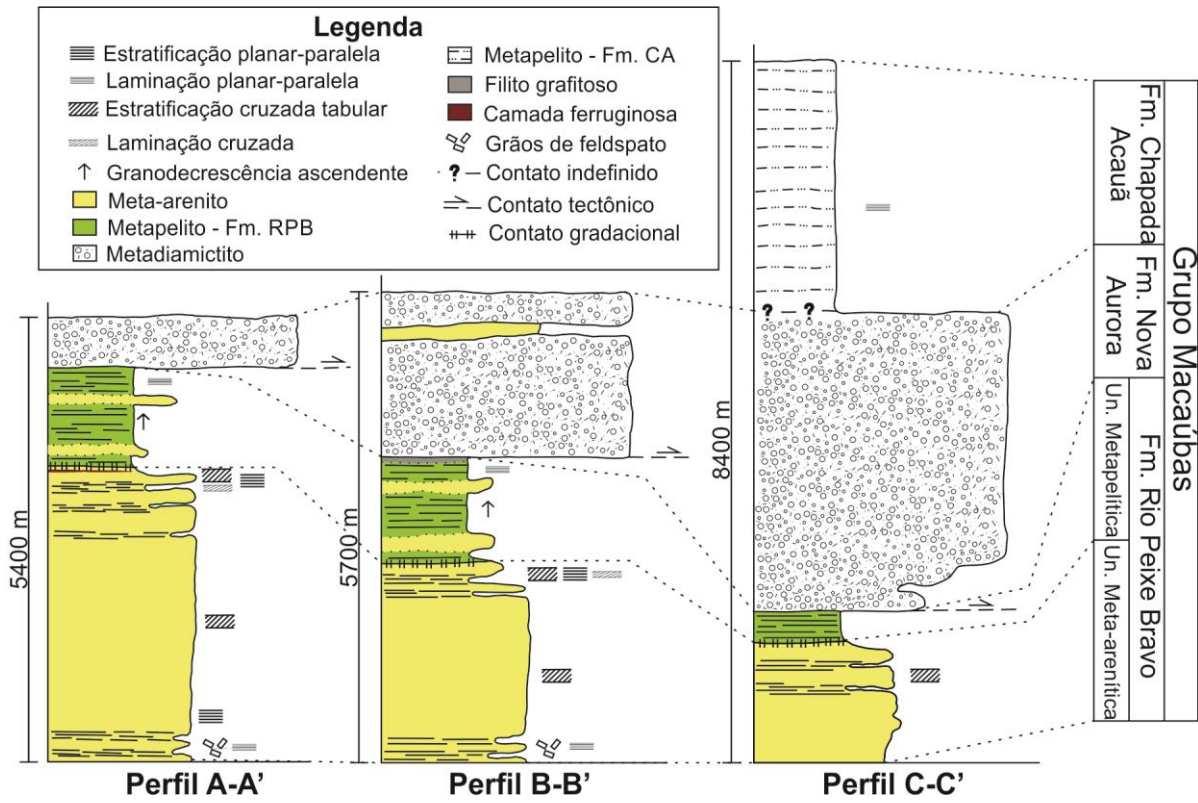 Legenda
Estratificação planar-paralela
Laminação planar-paralela
Estratificação cruzada tabular
Laminação cruzada
Granodecrescência ascendente
Meta-arenito
Metapelito - Fm. RPB
Metadiamictito
Metapelito - Fm. CA
Filito grafitoso
Camada ferruginosa
Grãos de feldspato
? Contato indefinido
Contato tectônico
Contato gradacional
5400 m
5700 m
8400 m
? ?
Fm. Chapada
Acauã
Fm. Nova
Aurora
Un. Metapelítica
Un. Meta-arenítica
Fm. Rio Peixe Bravo
Grupo Macaúbas
Perfil A-A’
Perfil B-B’
Perfil C-C’